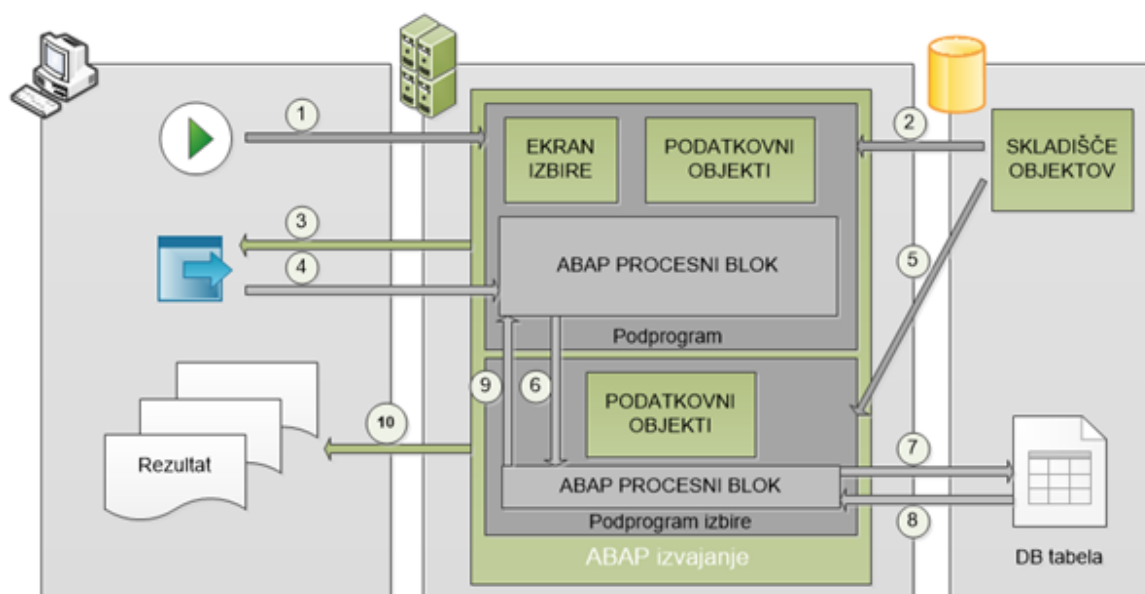 1
2
EKRAN
IZBIRE
PODATKOVNI
OBJEKTI
SKLADIŠČE
OBJEKTOV
3
4
ABAP PROCESNI BLOK
5
Podprogram
9
6
PODATKOVNI
OBJEKTI
10
Rezultat
7
ABAP PROCESNI BLOK
8
Podprogram izbire
ABAP izvajanje
DB tabela